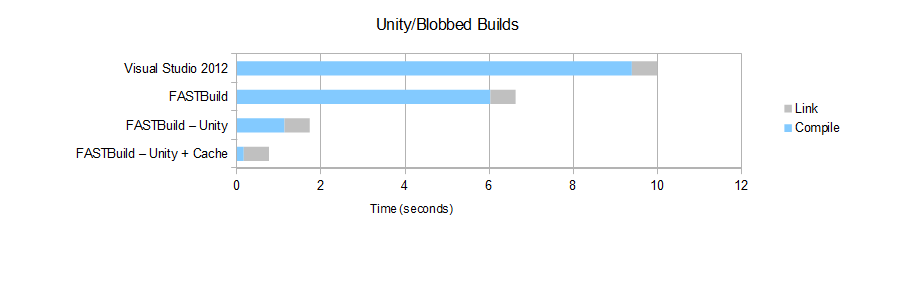 Unity/Blobbed Builds
Visual Studio 2012
FASTBuild
FASTBuild – Unity
FASTBuild – Unity + Cache
0 2 4 6 8 10 12
Time (seconds)
Link
Compile